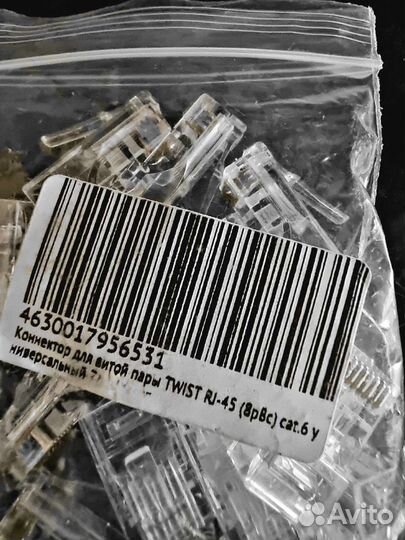 4630017956531
Коннектор для витой пары TWIST RJ-45 (8p8c) cat.6 у
ниверсальный
Avito